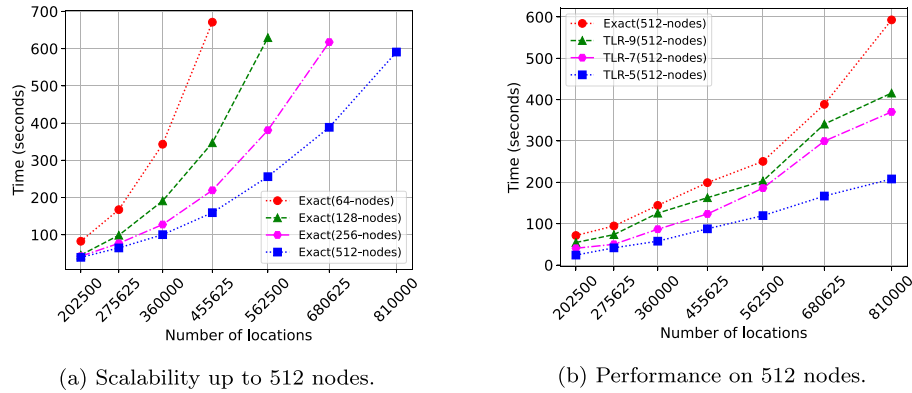 700
600
500
400
300
200
100
Time (seconds)
Exact(64-nodes)
Exact(128-nodes)
Exact(256-nodes)
Exact(512-nodes)
202500
275625
360000
455625
562500
680625
810000
Number of locations
(a) Scalability up to 512 nodes.
600
500
400
300
200
100
0
Time (seconds)
Exact(512-nodes)
TLR-9(512-nodes)
TLR-7(512-nodes)
TLR-5(512-nodes)
202500
275625
360000
455625
562500
680625
810000
Number of locations
(b) Performance on 512 nodes.